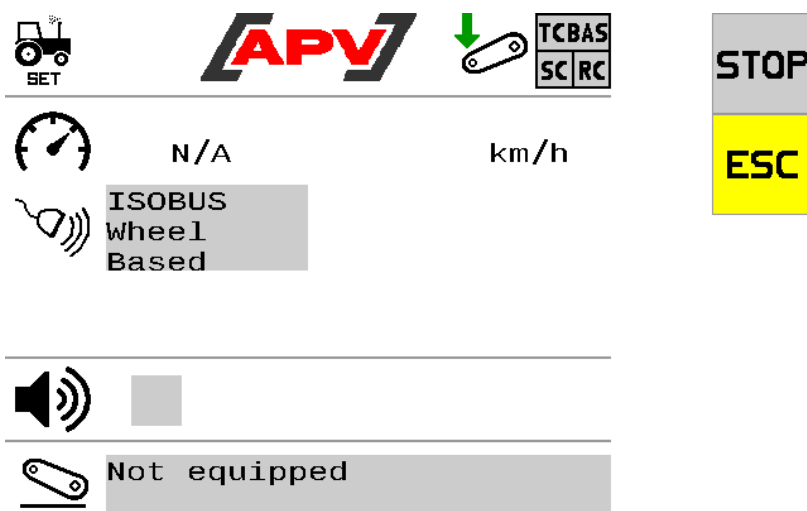 SET
APV
TCBAS
SC RC
STOP
N/A km/h
ESC
ISOBUS
Wheel
Based
Not equipped